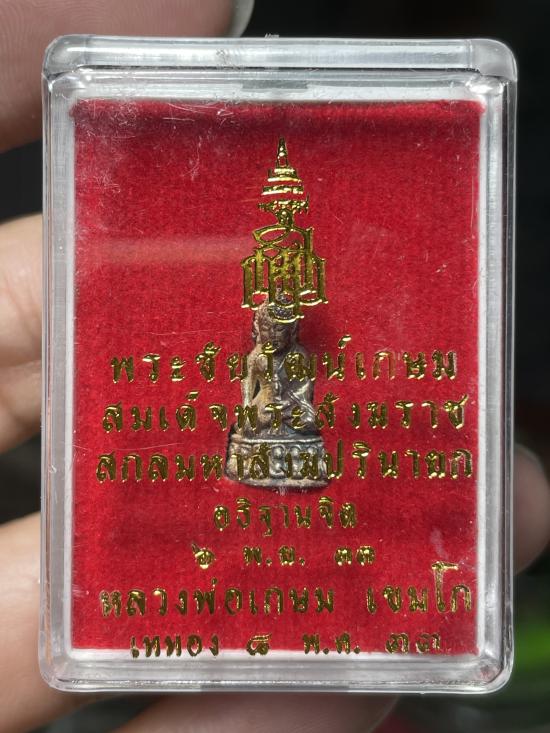 พระชัยวัฒน์เกษม
สมเด็จพระสังฆราช
สกลมหาสังฆปรินายก
อธิฐานจิต
๖ พ.ย. ๓๓
หลวงพ่อเกษม เขมโก
เททอง ๘ พ.ค.